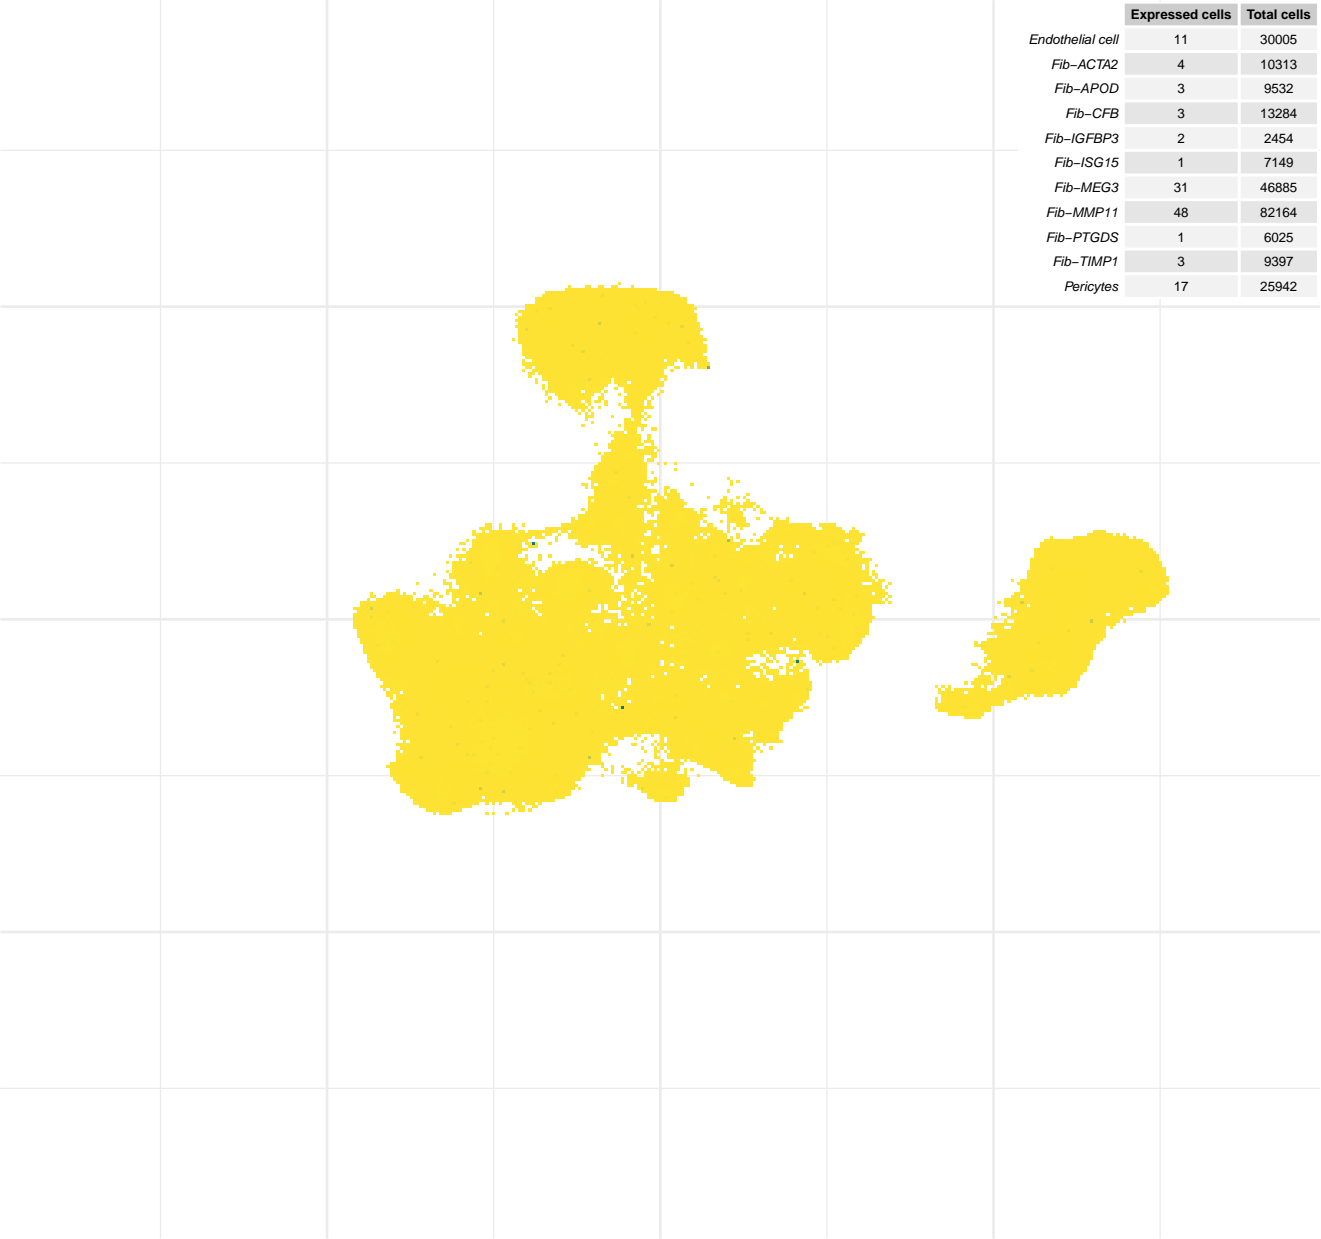 Expressed cells Total cells
Endothelial cell 11 30005
Fib−ACTA2 4 10313
Fib−APOD 3 9532
Fib−CFB 3 13284
Fib−IGFBP3 2 2454
Fib−ISG15 1 7149
Fib−MEG3 31 46885
Fib−MMP11 48 82164
Fib−PTGDS 1 6025
Fib−TIMP1 3 9397
Pericytes 17 25942